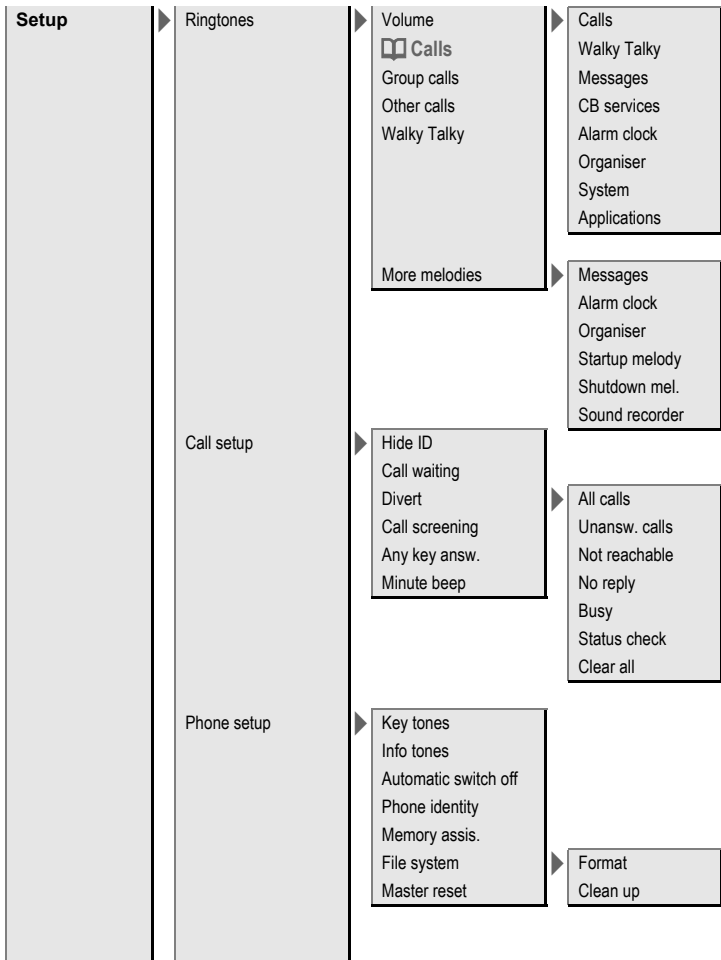 Setup
Ringtones
Volume
Calls
Group calls
Other calls
Walky Talky
More melodies
Calls
Walky Talky
Messages
CB services
Alarm clock
Organiser
System
Applications
Messages
Alarm clock
Organiser
Startup melody
Shutdown mel.
Sound recorder
Call setup
Hide ID
Call waiting
Divert
Call screening
Any key answ.
Minute beep
All calls
Unansw. calls
Not reachable
No reply
Busy
Status check
Clear all
Phone setup
Key tones
Info tones
Automatic switch off
Phone identity
Memory assis.
File system
Master reset
Format
Clean up